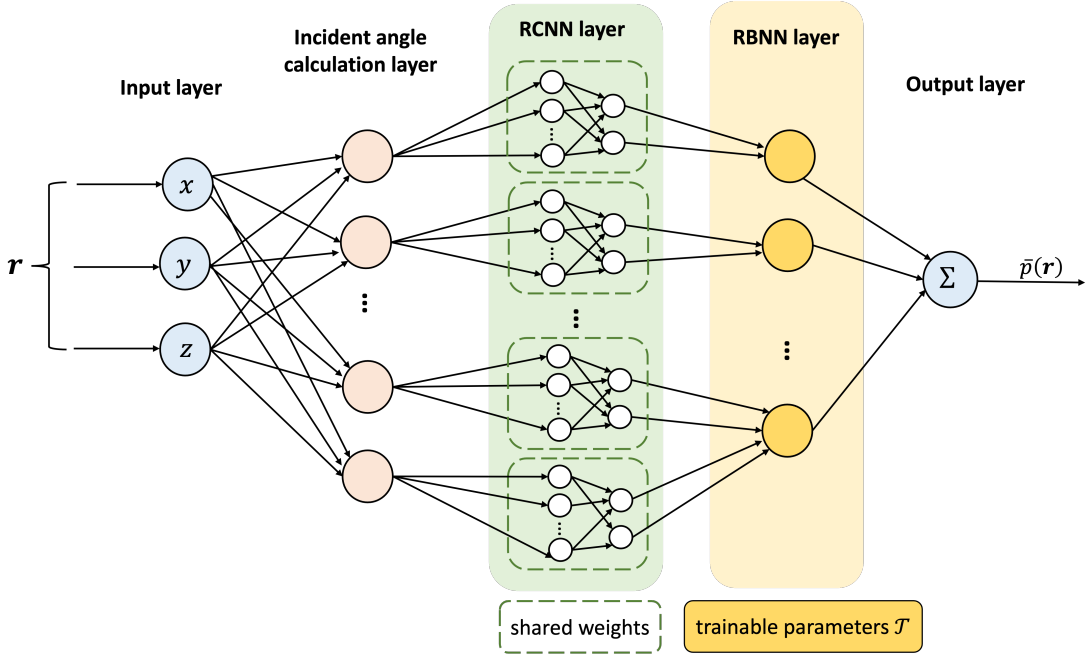 Input layer
Incident angle
calculation layer
RCNN layer
RBNN layer
Output layer
r
x
y
z
...
...
...
Σ
p̄(r)
shared weights
trainable parameters 𝒯